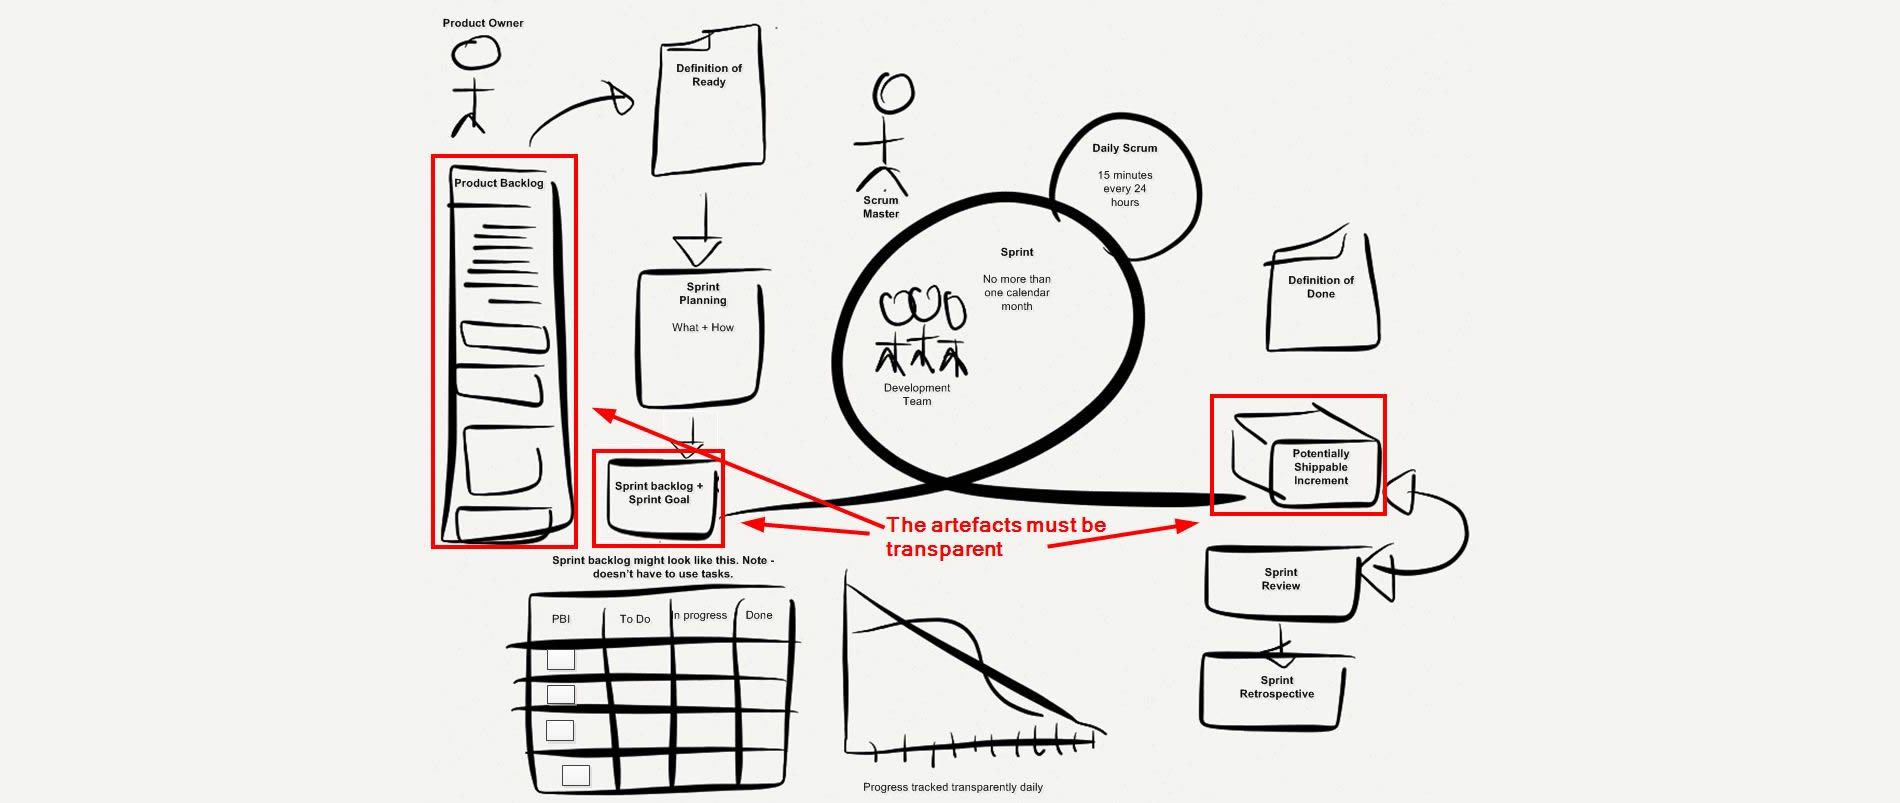 Product Owner
Definition of
Ready
Product Backlog
Scrum
Master
Daily Scrum
15 minutes
every 24
hours
Sprint
Planning
What + How
Sprint
No more than
one calendar
month
Development
Team
Definition of
Done
Sprint backlog +
Sprint Goal
Potentially
Shippable
Increment
The artefacts must be
transparent
Sprint backlog might look like this. Note -
doesn't have to use tasks.
PBI To Do In progress Done
Sprint
Review
Sprint
Retrospective
Progress tracked transparently daily